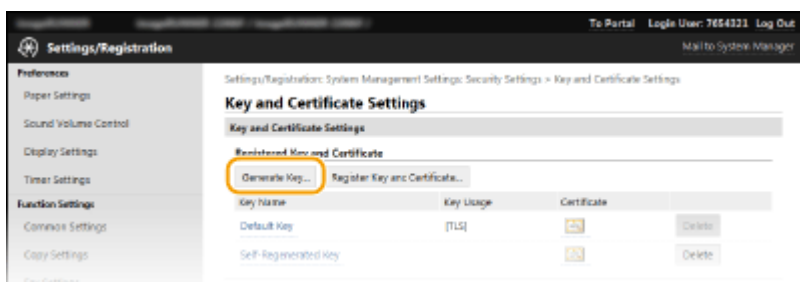 To Portal Login User: 7654321 Log Out
Settings/Registration
Mail to System Manager
Preferences
Paper Settings
Sound Volume Control
Display Settings
Timer Settings
Function Settings
Common Settings
Copy Settings
Settings/Registration: System Management Settings: Security Settings > Key and Certificate Settings
Key and Certificate Settings
Key and Certificate Settings
Registered Key and Certificate
Generate Key... Register Key and Certificate...
Key Name Key Usage Certificate
Default Key [TLS] Delete
Self-Regenerated Key Delete